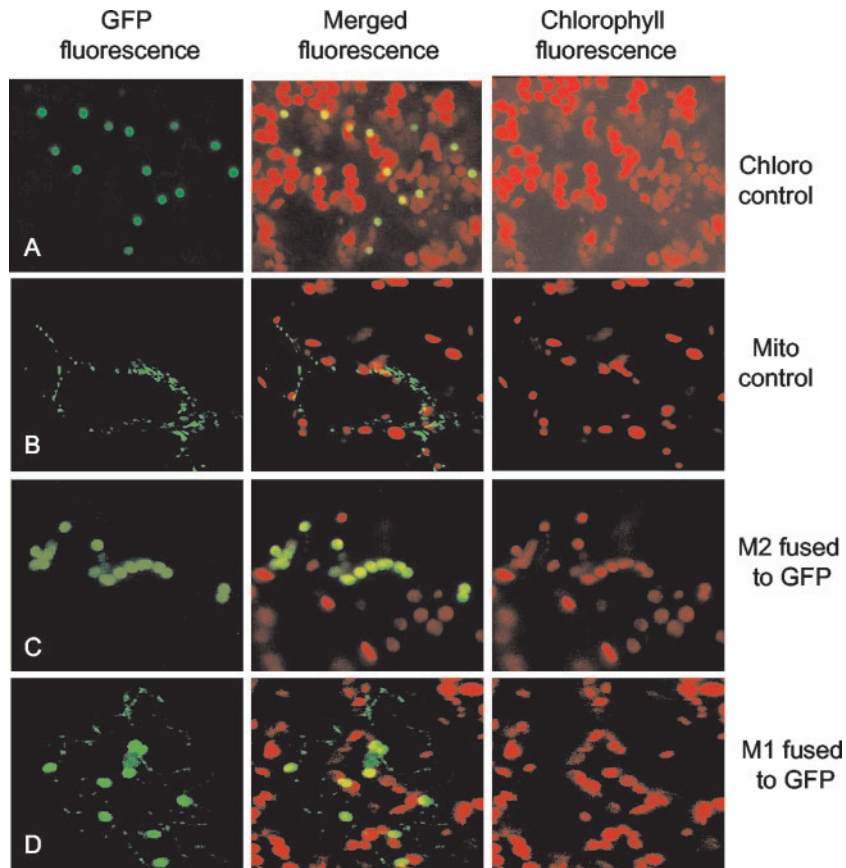 GFP
fluorescence
Merged
fluorescence
Chlorophyll
fluorescence
A
Chloro
control
B
Mito
control
C
M2 fused
to GFP
D
M1 fused
to GFP